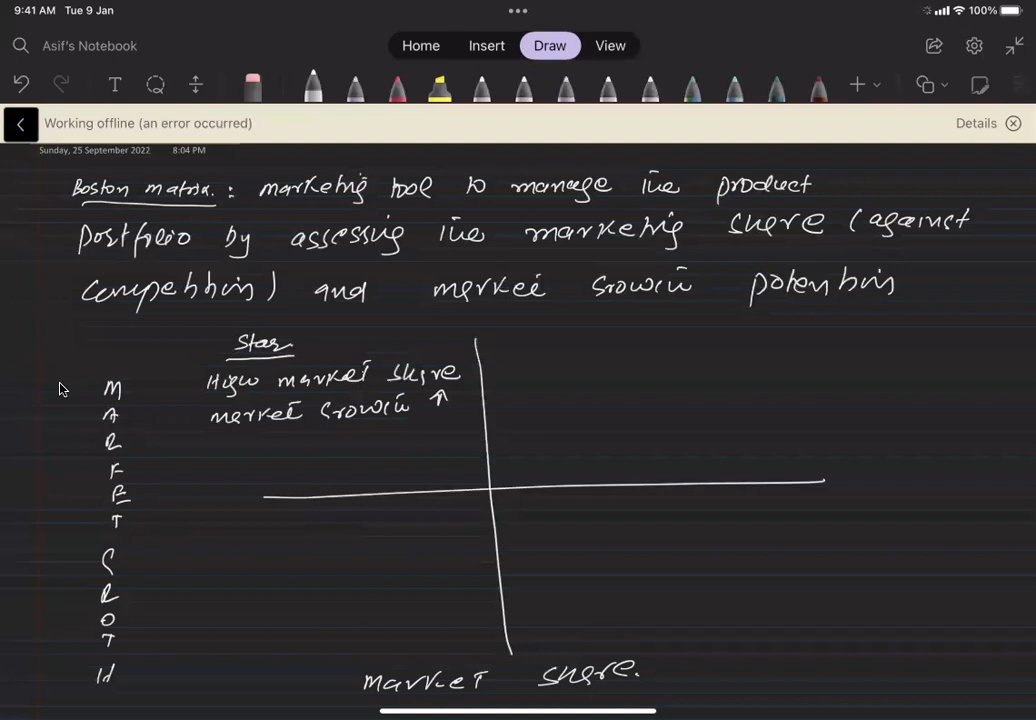 9:41 AM Tue 9 Jan
100%
Asif's Notebook
Home Insert Draw View
Working offline (an error occurred)
Details
Sunday, 25 September 2022 8:04 PM
Boston matrix. : marketing tool to manage the product
portfolio by assessing the marketing share (against
competition) and market growth potential
Star
High market share
market growth ↑
M
A
R
K
E
T
G
R
O
T
H
market share.